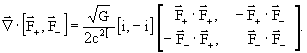 ∇⃗ · [F⃗₊, F⃗₋] = √G / 2c² [i, −i] [ F⃗₊ · F⃗₊, − F⃗₊ · F⃗₋
− F⃗₋ · F⃗₊, F⃗₋ · F⃗₋ ]